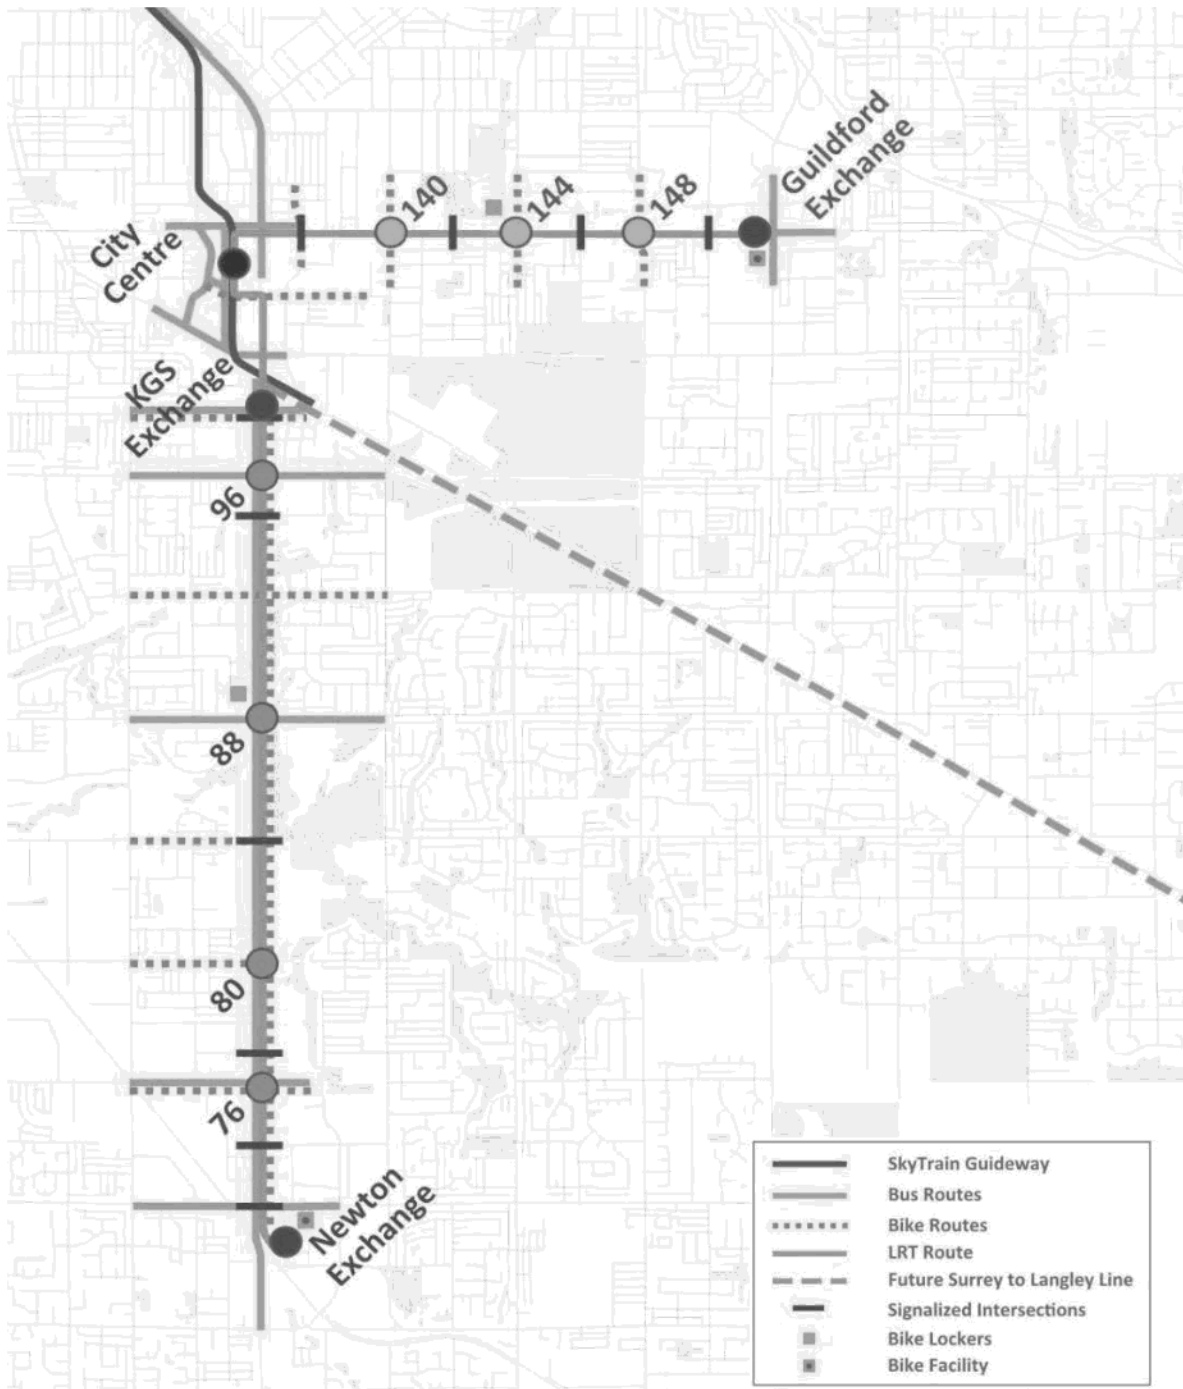 Guildford
Exchange
140
144
148
City
Centre
KGS
Exchange
96
88
80
76
Newton
Exchange
SkyTrain Guideway
Bus Routes
Bike Routes
LRT Route
Future Surrey to Langley Line
Signalized Intersections
Bike Lockers
Bike Facility